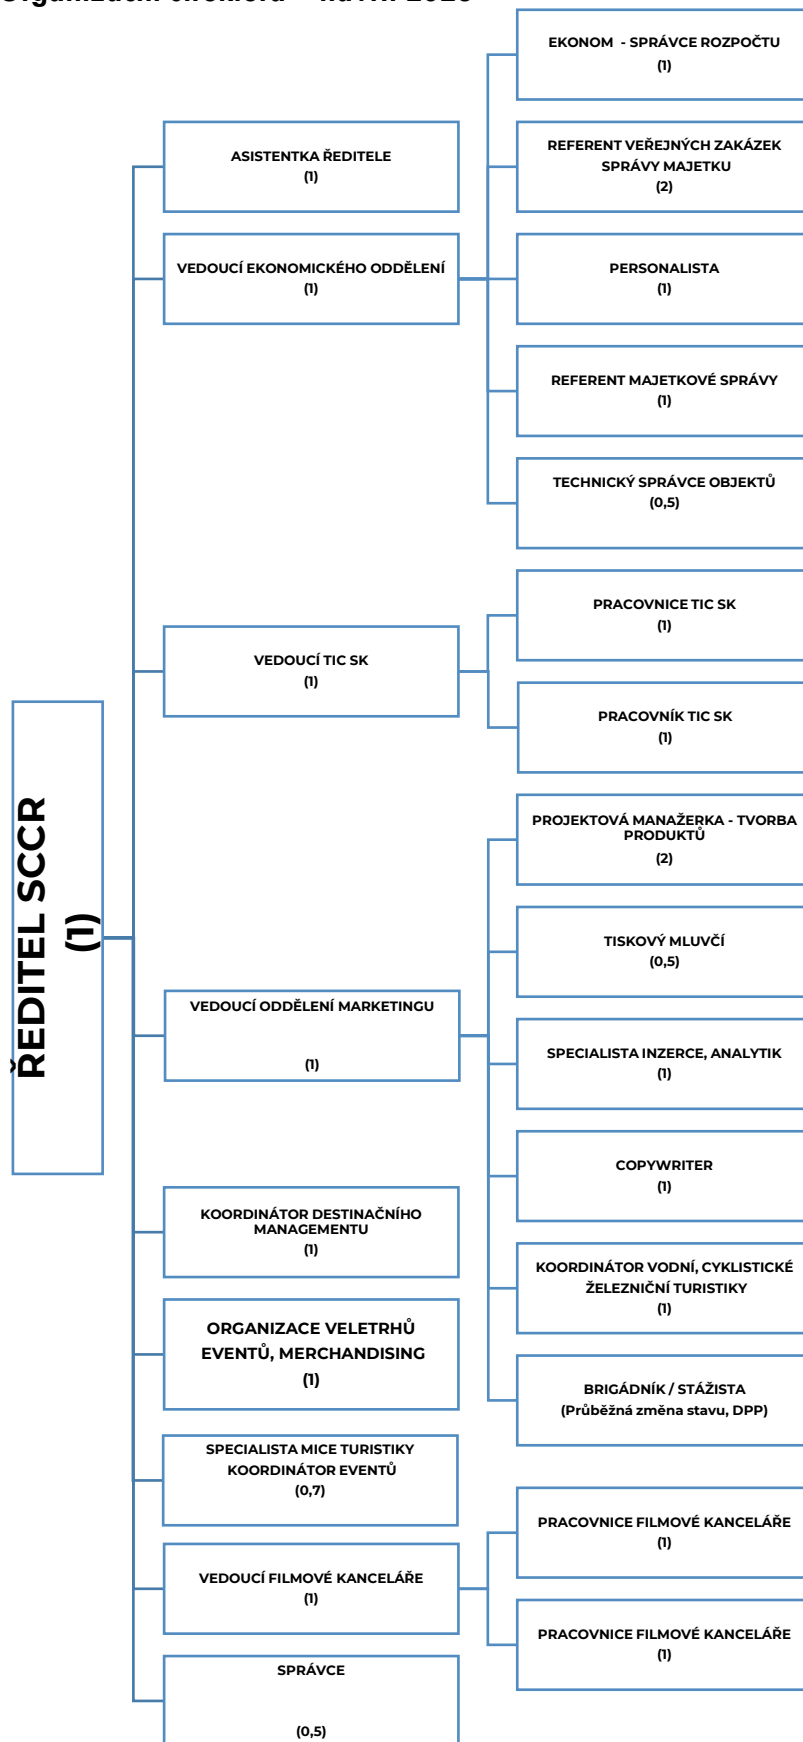 EKONOM - SPRÁVCE ROZPOČTU
(1)
ASISTENTKA ŘEDITELE
(1)
REFERENT VEŘEJNÝCH ZAKÁZEK
SPRÁVY MAJETKU
(2)
VEDOUCÍ EKONOMICKÉHO ODDĚLENÍ
(1)
PERSONALISTA
(1)
REFERENT MAJETKOVÉ SPRÁVY
(1)
TECHNICKÝ SPRÁVCE OBJEKTŮ
(0,5)
PRACOVNICE TIC SK
(1)
VEDOUCÍ TIC SK
(1)
PRACOVNÍK TIC SK
(1)
ŘEDITEL SCCR
(1)
PROJEKTOVÁ MANAŽERKA - TVORBA
PRODUKTŮ
(2)
TISKOVÝ MLUVČÍ
(0,5)
VEDOUCÍ ODDĚLENÍ MARKETINGU
(1)
SPECIALISTA INZERCE, ANALYTIK
(1)
COPYWRITER
(1)
KOORDINÁTOR DESTINAČNÍHO
MANAGEMENTU
(1)
KOORDINÁTOR VODNÍ, CYKLISTICKÉ
ŽELEZNIČNÍ TURISTIKY
(1)
ORGANIZACE VELETRHŮ
EVENTŮ, MERCHANDISING
(1)
BRIGÁDNÍK / STÁŽISTA
(Průběžná změna stavu, DPP)
SPECIALISTA MICE TURISTIKY
KOORDINÁTOR EVENTŮ
(0,7)
PRACOVNICE FILMOVÉ KANCELÁŘE
(1)
VEDOUCÍ FILMOVÉ KANCELÁŘE
(1)
PRACOVNICE FILMOVÉ KANCELÁŘE
(1)
SPRÁVCE
(0,5)